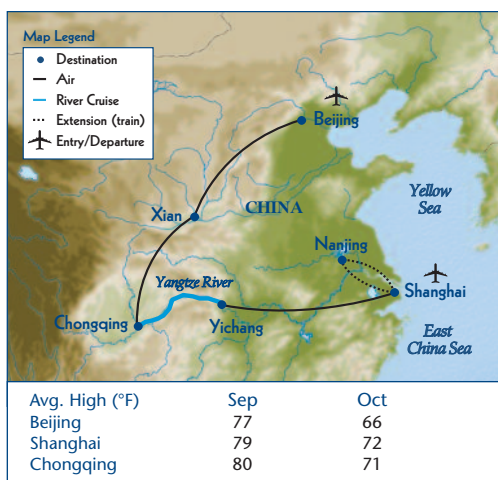 Map Legend
Destination
Air
River Cruise
Extension (train)
Entry/Departure
Beijing
Yellow
Sea
Xian
CHINA
Nanjing
Shanghai
Yangtze River
Chongqing
Yichang
East
China Sea
Avg. High (°F) Sep Oct
Beijing 77 66
Shanghai 79 72
Chongqing 80 71